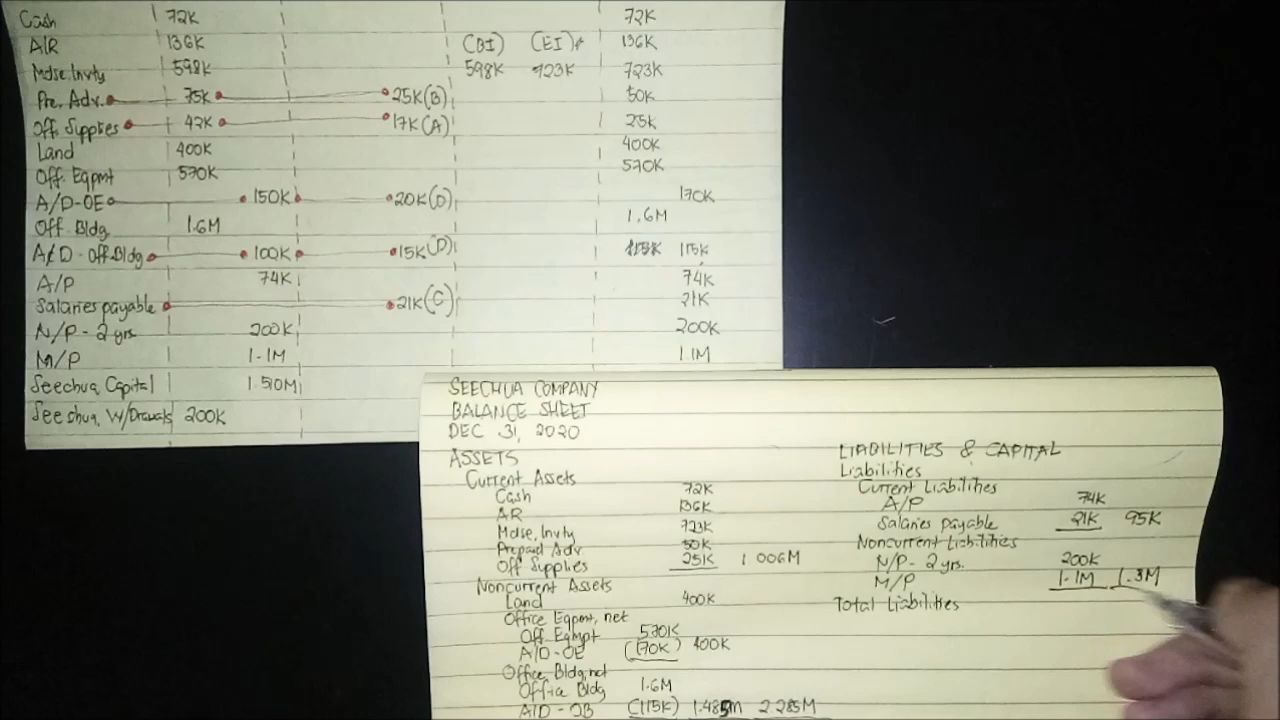 Cash 72K 72K
A/R 136K (BI) (EI) 136K
Mdse. Invty 598K 598K 723K 723K
Pre. Adv. 75K 25K(B) 50K
Off. Supplies 42K 17K(A) 25K
Land 400K 400K
Off. Eqpmt 570K 570K
A/D-OE 150K 20K(D) 170K
Off. Bldg. 1.6M 1.6M
A/D - Off. Bldg 100K 15K(D) 115K 115K
A/P 74K 74K
Salaries payable 21K(C) 21K
N/P - 2 yrs. 200K 200K
M/P 1.1M 1.1M
Seechua, Capital 1.510M
Seechua, W/Drawals 200K
SEECHUA COMPANY
BALANCE SHEET
DEC 31, 2020
ASSETS
Current Assets
Cash 72K
AR 136K
Mdse. Invty 723K
Prepaid Adv. 50K
Off Supplies 25K 1.006M
Noncurrent Assets
Land 400K
Office Eqpmt, net
Off. Eqmpt 570K
A/D-OE (170K) 400K
Office Bldg, net
Office Bldg 1.6M
A/D - OB (115K) 1.485m 2.285M
LIABILITIES & CAPITAL
Liabilities
Current Liabilities
A/P 74K
Salaries payable 21K 95K
Noncurrent Liabilities
N/P- 2 yrs. 200K
M/P 1.1M 1.3M
Total Liabilities